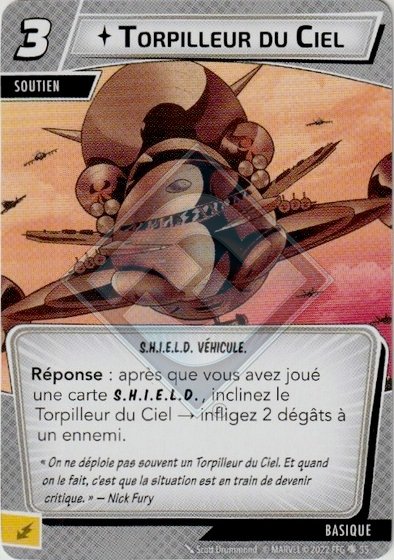 3
Torpilleur du Ciel
SOUTIEN
S.H.I.E.L.D. VÉHICULE.
Réponse : après que vous avez joué
une carte S.H.I.E.L.D., inclinez le
Torpilleur du Ciel → infligez 2 dégâts à
un ennemi.
« On ne déploie pas souvent un Torpilleur du Ciel. Et quand
on le fait, c'est que la situation est en train de devenir
critique. » — Nick Fury
BASIQUE
Scott Drummond © MARVEL © 2022 FFG